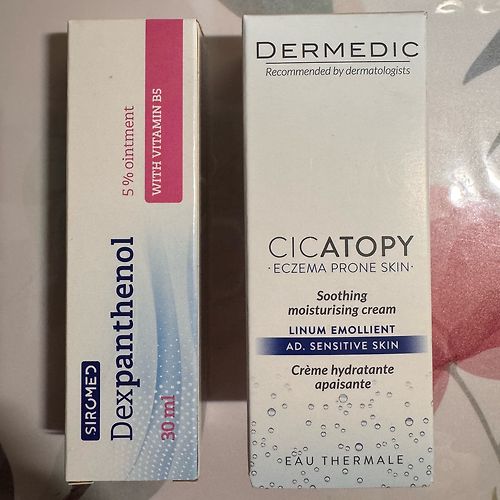 SIROMED
Dexpanthenol
30 ml
5 % ointment
WITH VITAMIN B5
DERMEDIC
Recommended by dermatologists
CICATOPY
·ECZEMA PRONE SKIN·
Soothing
moisturising cream
LINUM EMOLLIENT
AD. SENSITIVE SKIN
Crème hydratante
apaisante
EAU THERMALE